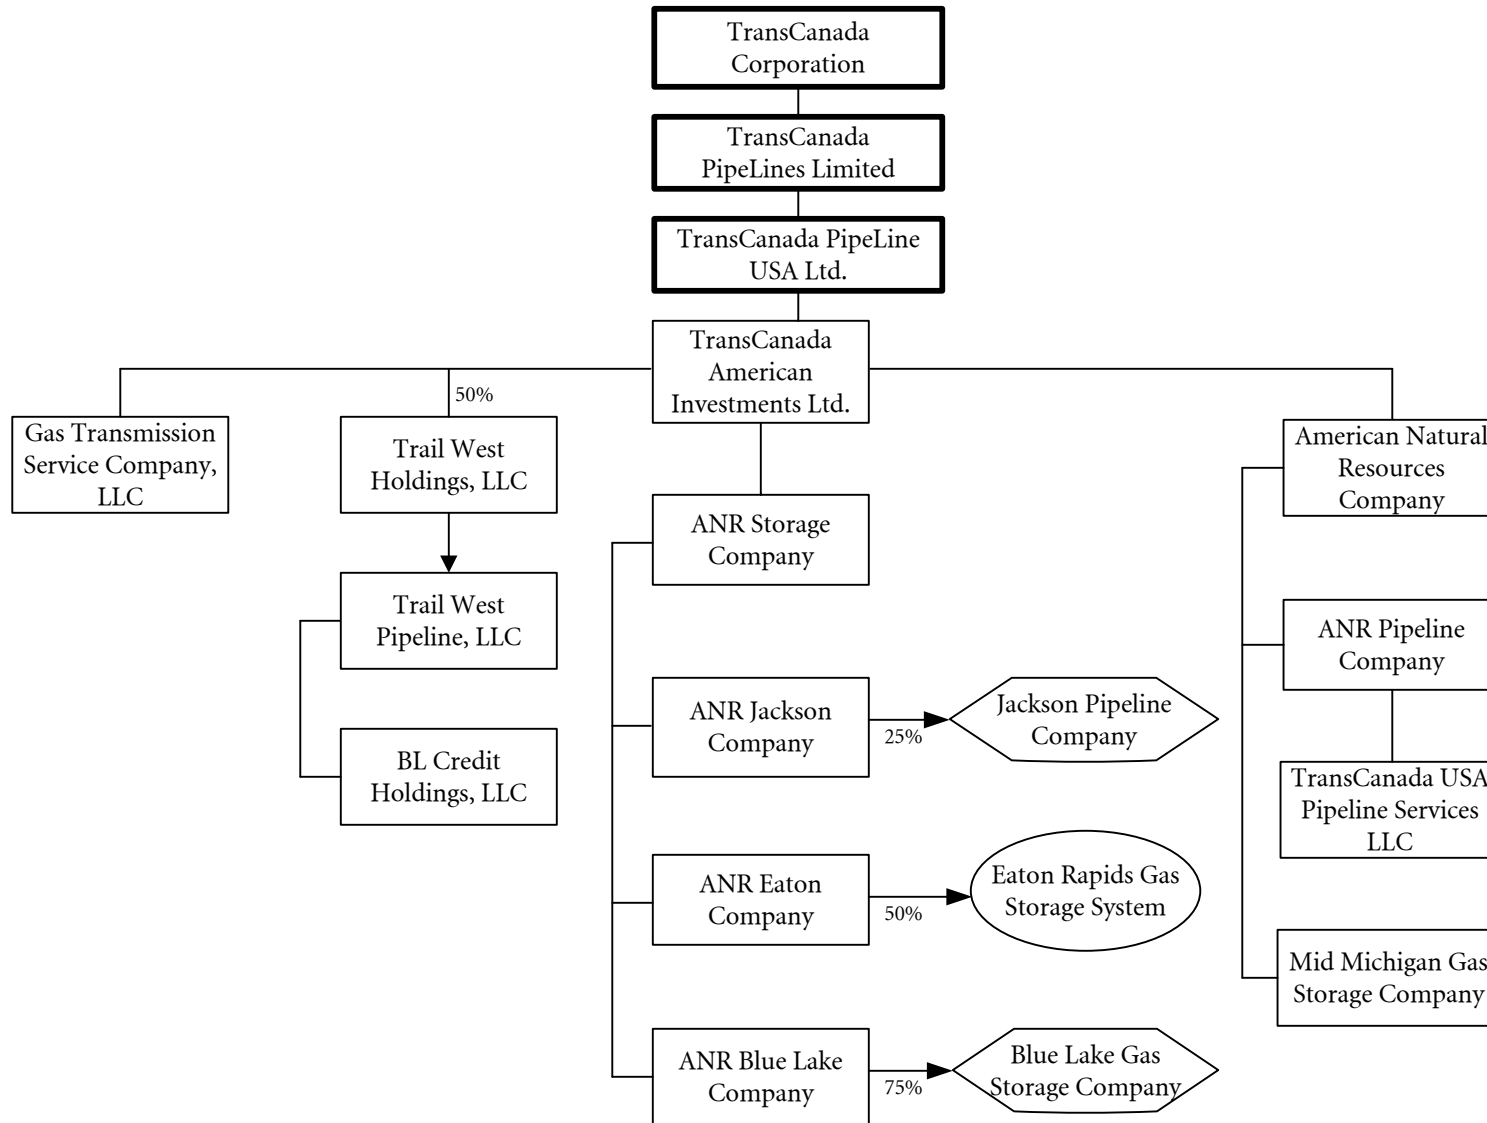 TransCanada
Corporation
TransCanada
PipeLines Limited
TransCanada PipeLine
USA Ltd.
TransCanada
American
Investments Ltd.
50%
Gas Transmission
Service Company,
LLC
Trail West
Holdings, LLC
American Natural
Resources
Company
ANR Storage
Company
Trail West
Pipeline, LLC
ANR Pipeline
Company
ANR Jackson
Company
25%
Jackson Pipeline
Company
BL Credit
Holdings, LLC
TransCanada USA
Pipeline Services
LLC
ANR Eaton
Company
50%
Eaton Rapids Gas
Storage System
Mid Michigan Gas
Storage Company
ANR Blue Lake
Company
75%
Blue Lake Gas
Storage Company